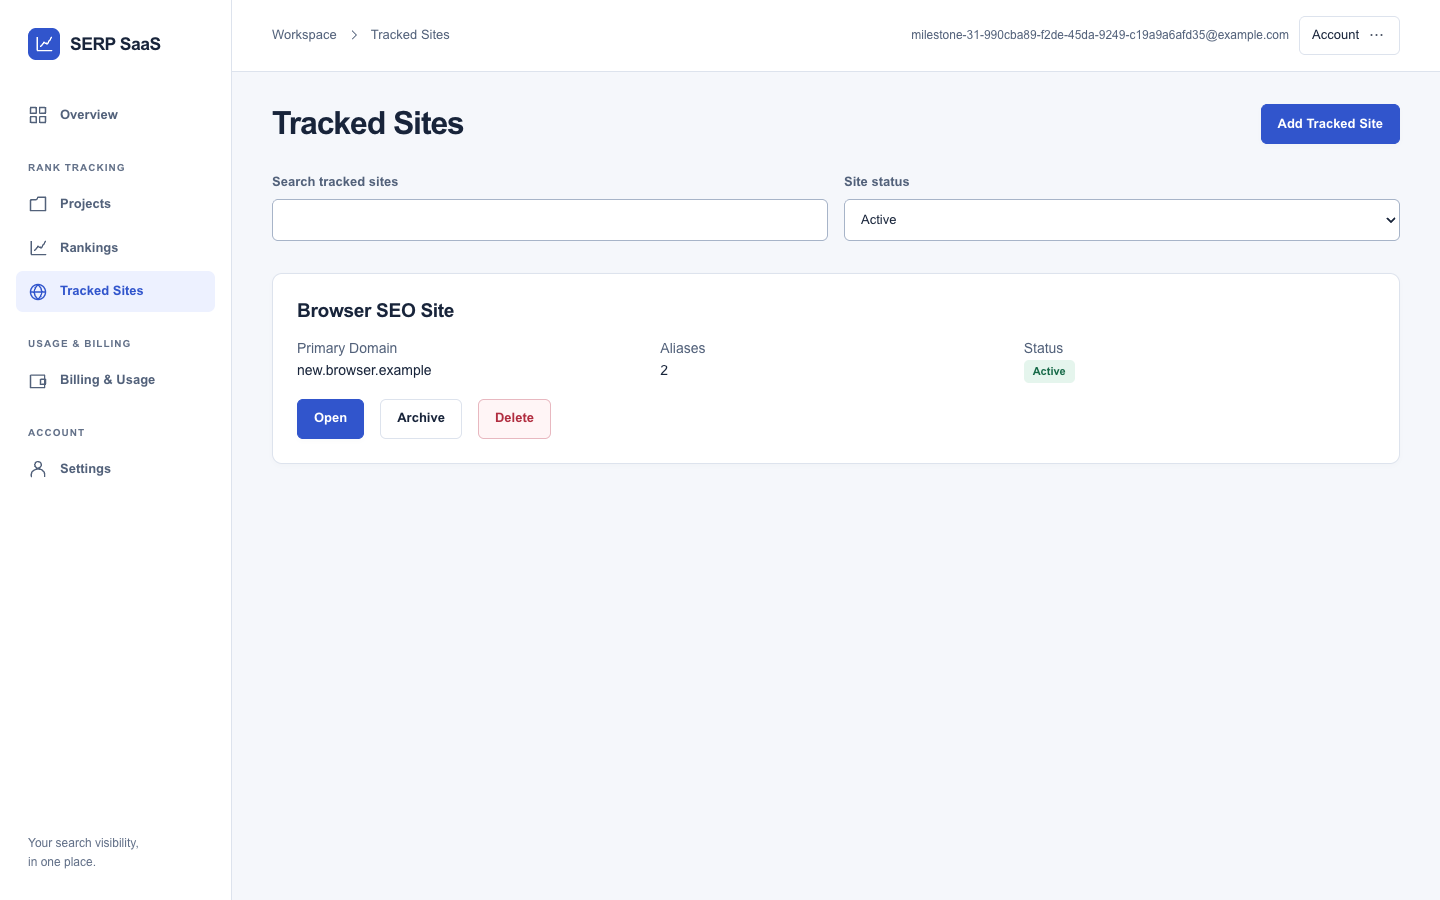 SERP SaaS
Overview
RANK TRACKING
Projects
Rankings
Tracked Sites
USAGE & BILLING
Billing & Usage
ACCOUNT
Settings
Your search visibility,
in one place.
Workspace > Tracked Sites
milestone-31-990cba89-f2de-45da-9249-c19a9a6afd35@example.com
Account ···
Tracked Sites
Add Tracked Site
Search tracked sites
Site status
Active
Browser SEO Site
Primary Domain
new.browser.example
Aliases
2
Status
Active
Open
Archive
Delete